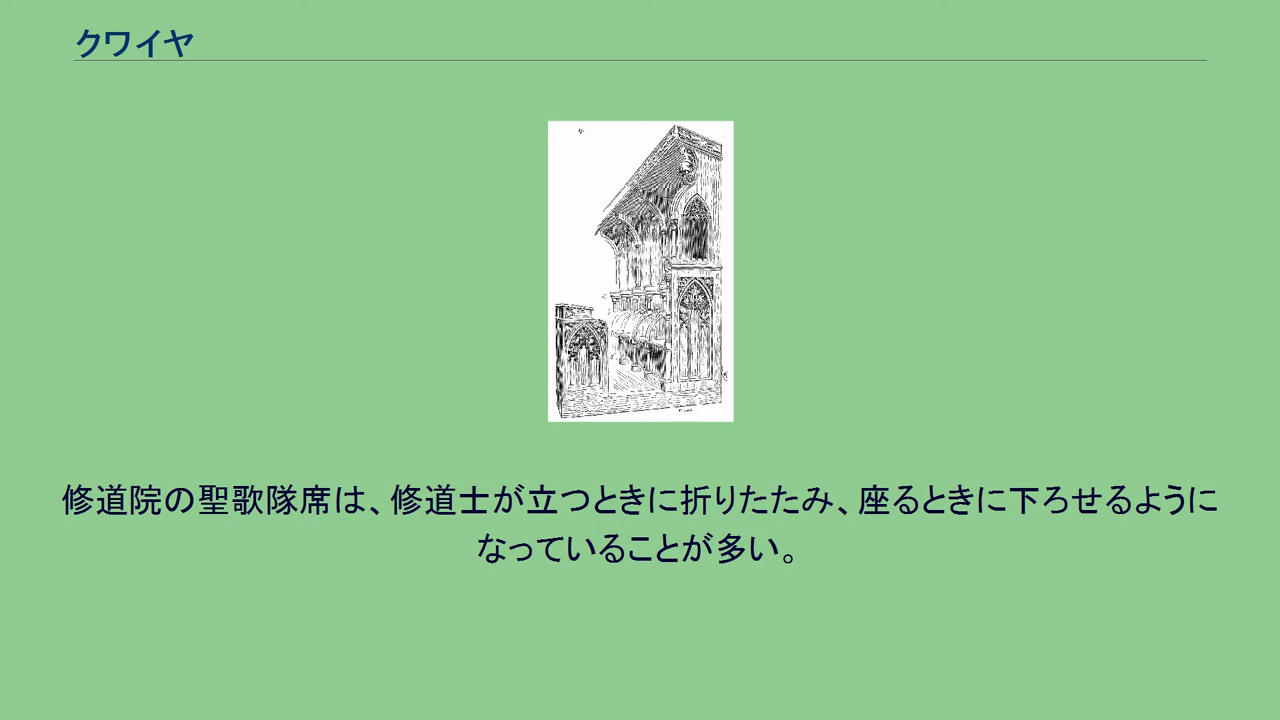 クワイヤ
修道院の聖歌隊席は、修道士が立つときに折りたたみ、座るときに下ろせるように
なっていることが多い。